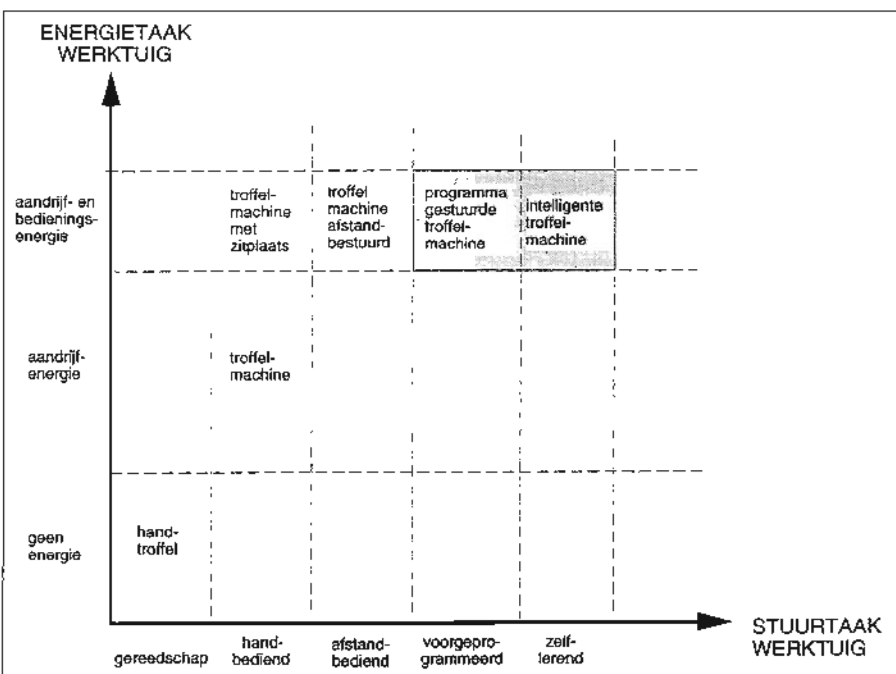 ENERGIETAAK
WERKTUIG
aandrijf- en
bedienings-
energie
troffel-
machine
met
zitplaats
troffel
machine
afstand-
bestuurd
programma
gestuurde
troffel-
machine
intelligente
troffel-
machine
aandrijf-
energie
troffel-
machine
geen
energie
hand-
troffel
gereedschap
hand-
bediend
afstand-
bediend
voorgepro-
grammeerd
zelf-
lerend
STUURTAAK
WERKTUIG